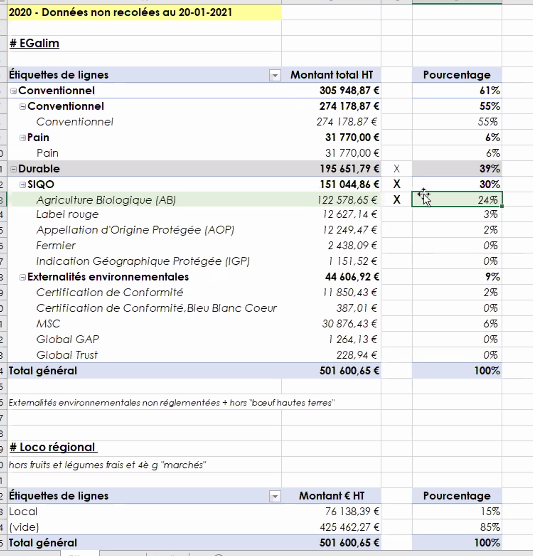 2020 - Données non recolées au 20-01-2021
# EGalim
Étiquettes de lignes Montant total HT Pourcentage
Conventionnel 305 948,87 € 61%
Conventionnel 274 178,87 € 55%
Conventionnel 274 178,87 € 55%
Pain 31 770,00 € 6%
Pain 31 770,00 € 6%
Durable 195 651,79 € X 39%
SIQO 151 044,86 € X 30%
Agriculture Biologique (AB) 122 578,65 € X 24%
Label rouge 12 627,14 € 3%
Appellation d'Origine Protégée (AOP) 12 249,47 € 2%
Fermier 2 438,09 € 0%
Indication Géographique Protégée (IGP) 1 151,52 € 0%
Externalités environnementales 44 606,92 € 9%
Certification de Conformité 11 850,43 € 2%
Certification de Conformité,Bleu Blanc Coeur 387,01 € 0%
MSC 30 876,43 € 6%
Global GAP 1 264,13 € 0%
Global Trust 228,94 € 0%
Total général 501 600,65 € 100%
Externalités environnementales non réglementées + hors "bœuf hautes terres"
# Loco régional
hors fruits et légumes frais et 4è g "marchés"
Étiquettes de lignes Montant € HT Pourcentage
Local 76 138,39 € 15%
(vide) 425 462,27 € 85%
Total général 501 600,65 € 100%